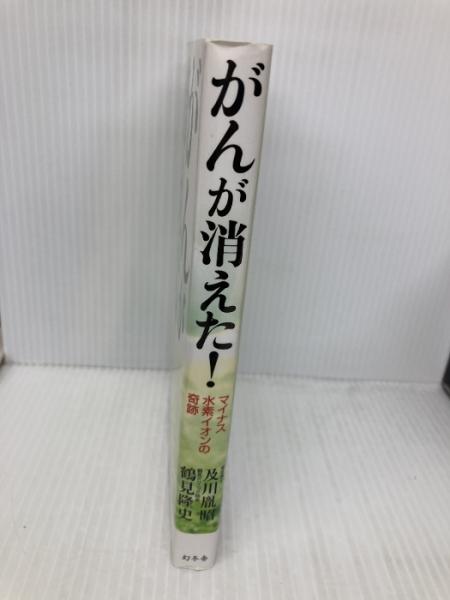 がんが消えた!
マイナス
水素イオンの
奇跡
及川胤昭
鶴見隆史
幻冬舎